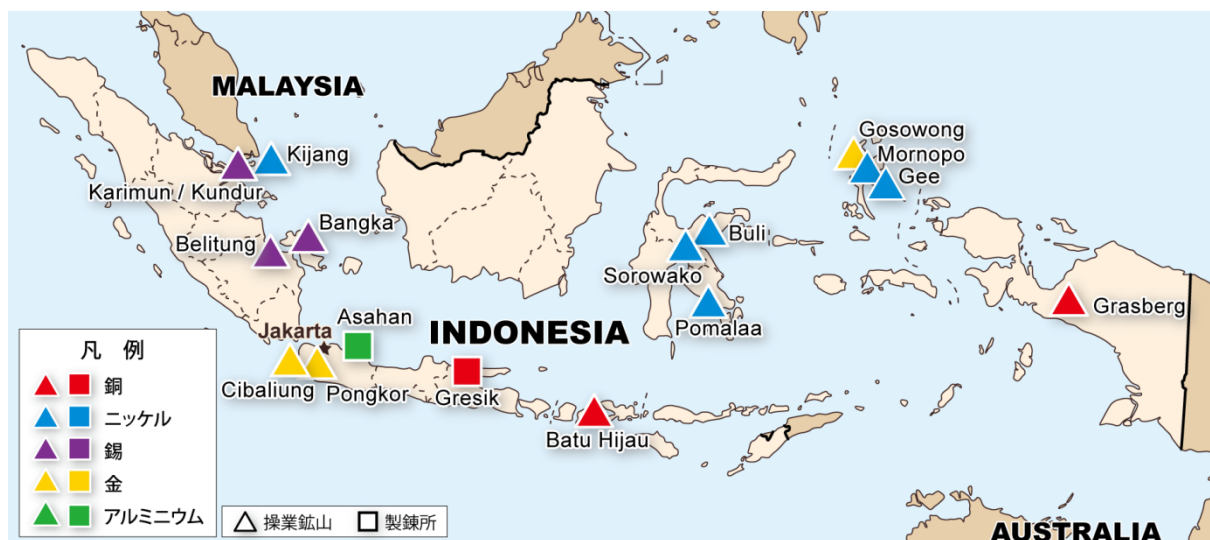 MALAYSIA
Kijang
Karimun / Kundur
Bangka
Belitung
Gosowong
Mornopo
Gee
Buli
Sorowako
Pomalaa
Grasberg
Jakarta
Asahan
INDONESIA
Cibaliung
Pongkor
Gresik
Batu Hijau
AUSTRALIA
凡 例
銅
ニッケル
錫
金
アルミニウム
操業鉱山 製錬所